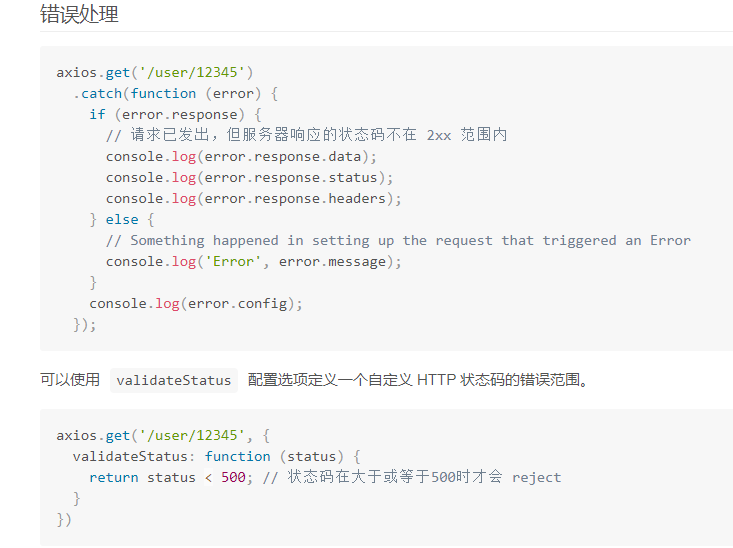 错误处理
axios.get('/user/12345')
  .catch(function (error) {
    if (error.response) {
      // 请求已发出，但服务器响应的状态码不在 2xx 范围内
      console.log(error.response.data);
      console.log(error.response.status);
      console.log(error.response.headers);
    } else {
      // Something happened in setting up the request that triggered an Error
      console.log('Error', error.message);
    }
    console.log(error.config);
  });
可以使用 validateStatus 配置选项定义一个自定义 HTTP 状态码的错误范围。
axios.get('/user/12345', {
  validateStatus: function (status) {
    return status < 500; // 状态码在大于或等于500时才会 reject
  }
})